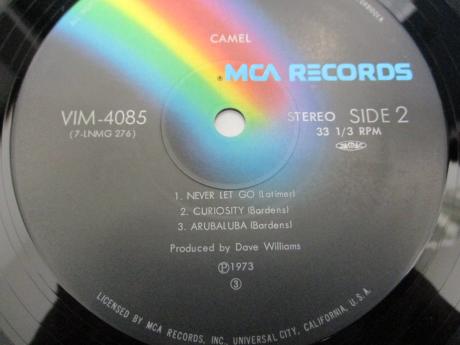 CAMEL
MCA RECORDS
VIM-4085
(7-LNMG 276)
STEREO SIDE 2
33 1/3 RPM
1. NEVER LET GO (Latimer)
2. CURIOSITY (Bardens)
3. ARUBALUBA (Bardens)
Produced by Dave Williams
Ⓟ1973
③
LICENSED BY MCA RECORDS, INC., UNIVERSAL CITY, CALIFORNIA, U.S.A.